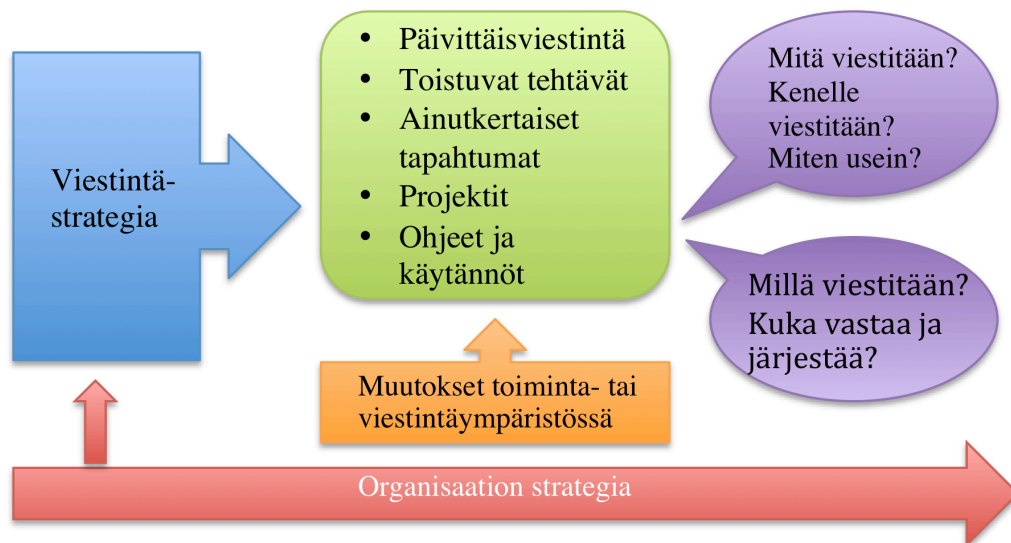 Viestintä-
strategia
• Päivittäisviestintä
• Toistuvat tehtävät
• Ainutkertaiset
tapahtumat
• Projektit
• Ohjeet ja
käytännöt
Mitä viestitään?
Kenelle
viestitään?
Miten usein?
Millä viestitään?
Kuka vastaa ja
järjestää?
Muutokset toiminta- tai
viestintäympäristössä
Organisaation strategia